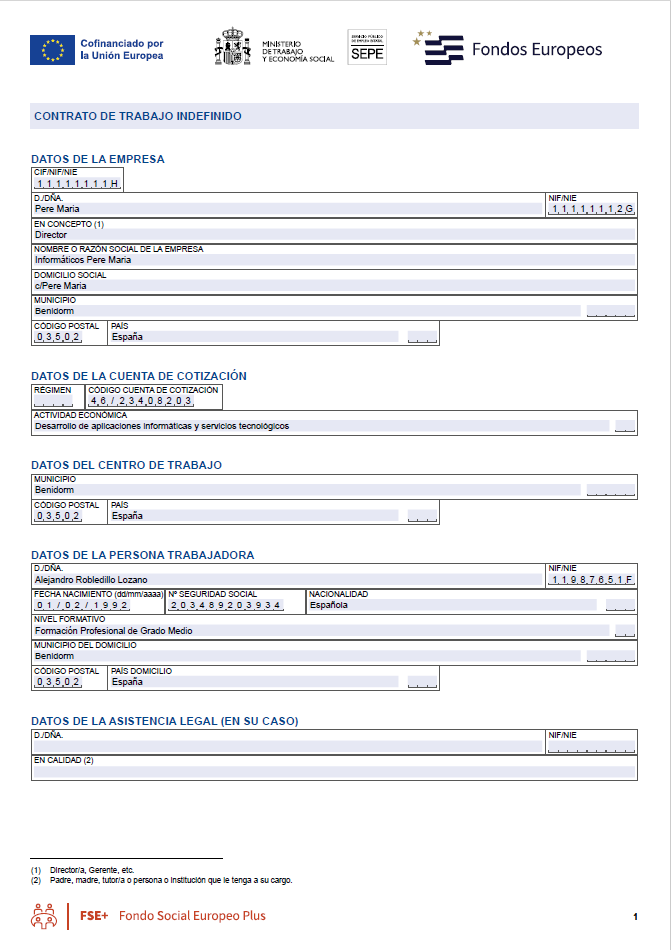 Cofinanciado por
la Unión Europea
MINISTERIO
DE TRABAJO
Y ECONOMÍA SOCIAL
SERVICIO PÚBLICO
DE EMPLEO ESTATAL
SEPE
Fondos Europeos
CONTRATO DE TRABAJO INDEFINIDO
DATOS DE LA EMPRESA
CIF/NIF/NIE
11111111H
D./DÑA. NIF/NIE
Pere Maria 11111112G
EN CONCEPTO (1)
Director
NOMBRE O RAZÓN SOCIAL DE LA EMPRESA
Informáticos Pere Maria
DOMICILIO SOCIAL
c/Pere Maria
MUNICIPIO
Benidorm
CÓDIGO POSTAL PAÍS
03502 España
DATOS DE LA CUENTA DE COTIZACIÓN
RÉGIMEN CÓDIGO CUENTA DE COTIZACIÓN
46/23408203
ACTIVIDAD ECONÓMICA
Desarrollo de aplicaciones informáticas y servicios tecnológicos
DATOS DEL CENTRO DE TRABAJO
MUNICIPIO
Benidorm
CÓDIGO POSTAL PAÍS
03502 España
DATOS DE LA PERSONA TRABAJADORA
D./DÑA. NIF/NIE
Alejandro Robledillo Lozano 11987651F
FECHA NACIMIENTO (dd/mm/aaaa) Nº SEGURIDAD SOCIAL NACIONALIDAD
01/02/1992 203489203934 Española
NIVEL FORMATIVO
Formación Profesional de Grado Medio
MUNICIPIO DEL DOMICILIO
Benidorm
CÓDIGO POSTAL PAÍS DOMICILIO
03502 España
DATOS DE LA ASISTENCIA LEGAL (EN SU CASO)
D./DÑA. NIF/NIE
EN CALIDAD (2)
(1) Director/a, Gerente, etc.
(2) Padre, madre, tutor/a o persona o institución que le tenga a su cargo.
FSE+ Fondo Social Europeo Plus
1